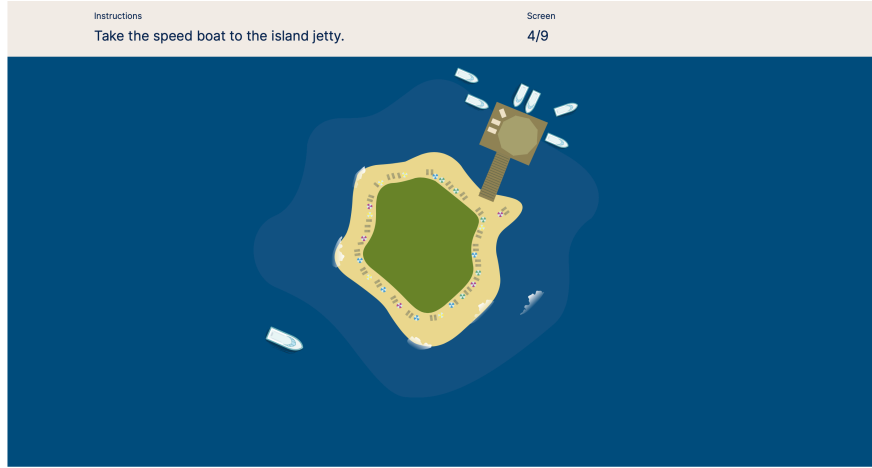 Instructions
Take the speed boat to the island jetty.
Screen
4/9